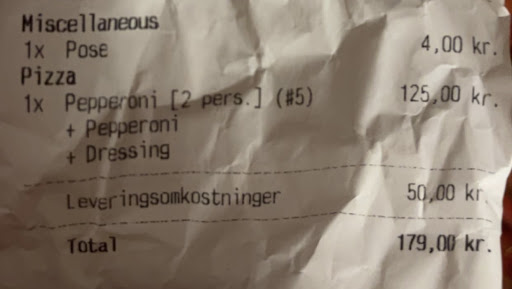 Miscellaneous
1x Pose 4,00 kr.
Pizza
1x Pepperoni [2 pers.] (#5) 125,00 kr.
+ Pepperoni
+ Dressing
Leveringsomkostninger 50,00 kr
Total 179,00 kr.